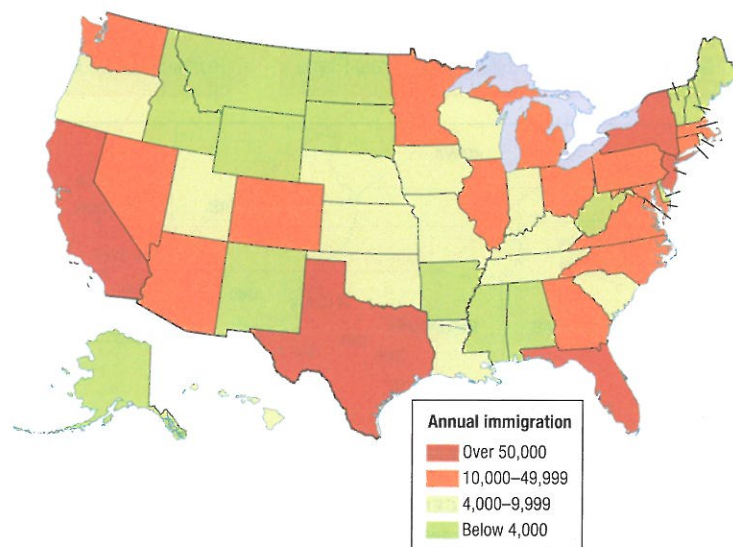 Annual immigration
Over 50,000
10,000–49,999
4,000–9,999
Below 4,000